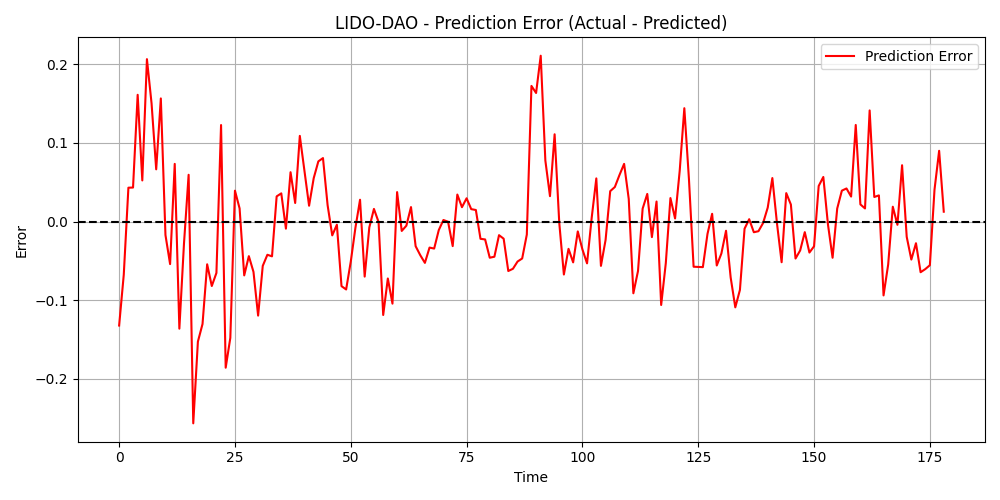 LIDO-DAO - Prediction Error (Actual - Predicted)
Prediction Error
0.2
0.1
0.0
−0.1
−0.2
Error
0 25 50 75 100 125 150 175
Time